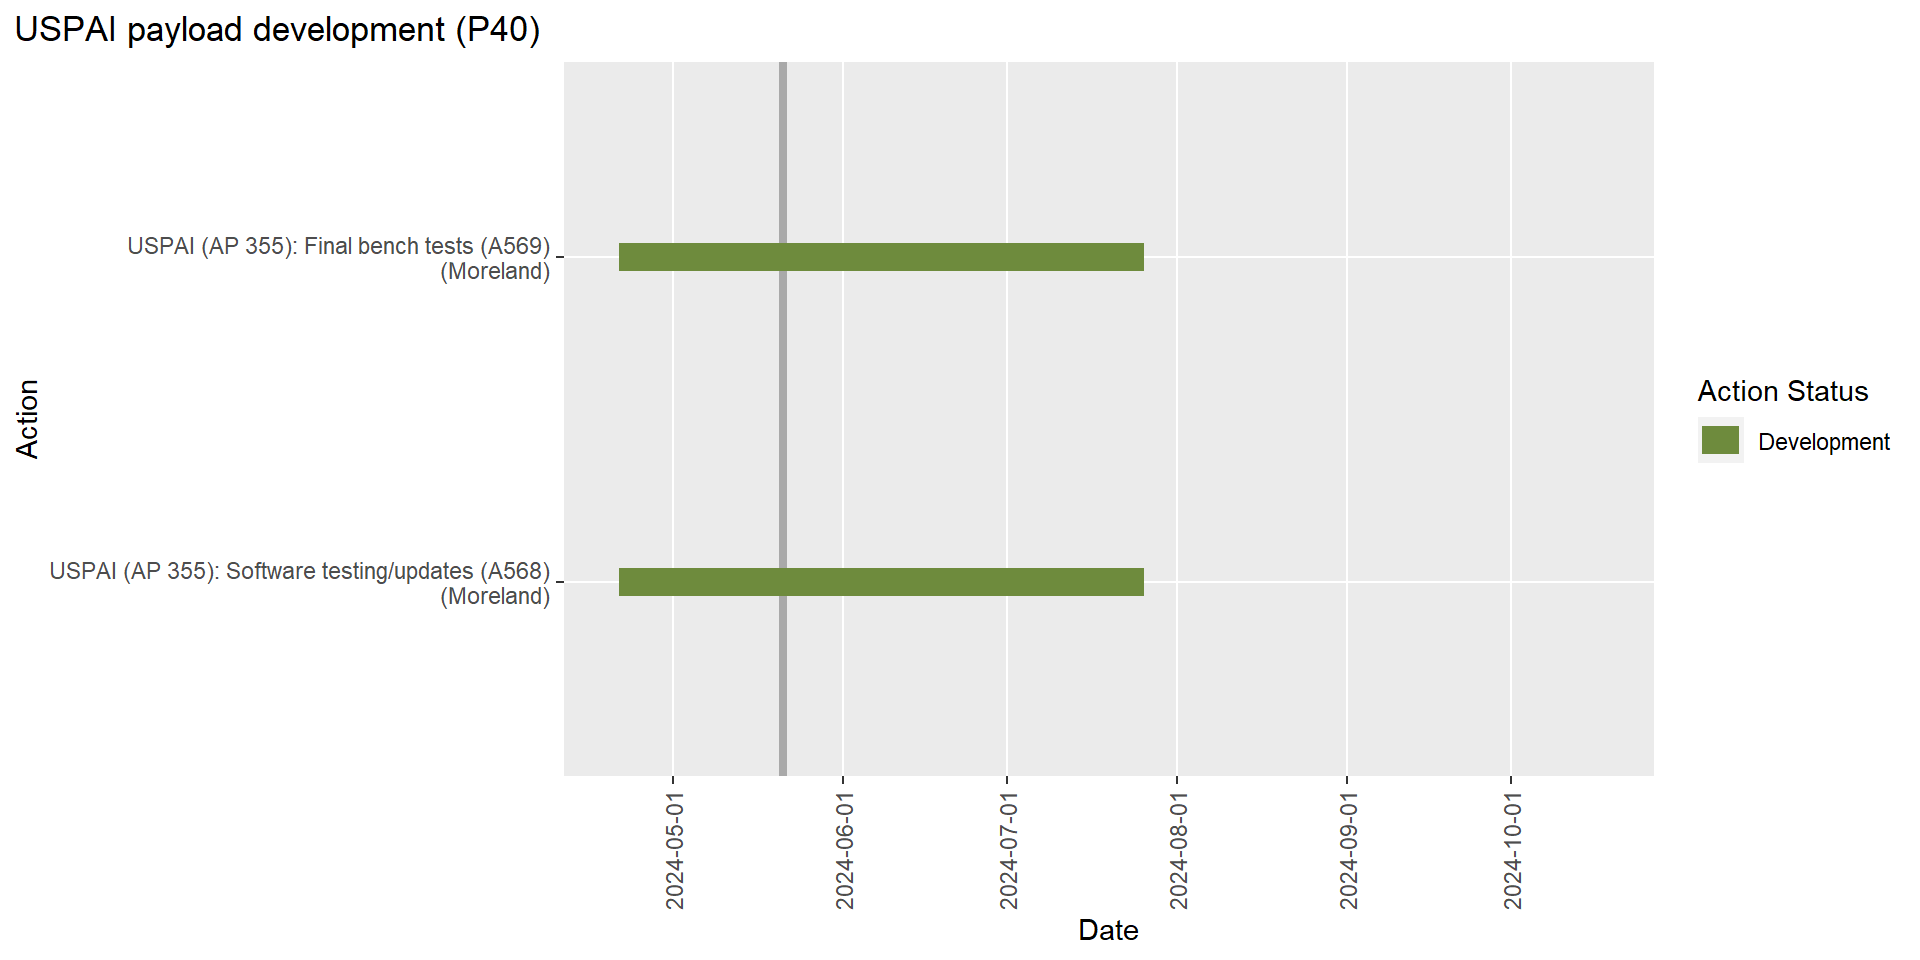 USPAI payload development (P40)
USPAI (AP 355): Final bench tests (A569)
(Moreland)
USPAI (AP 355): Software testing/updates (A568)
(Moreland)
Action
2024-05-01
2024-06-01
2024-07-01
2024-08-01
2024-09-01
2024-10-01
Date
Action Status
Development